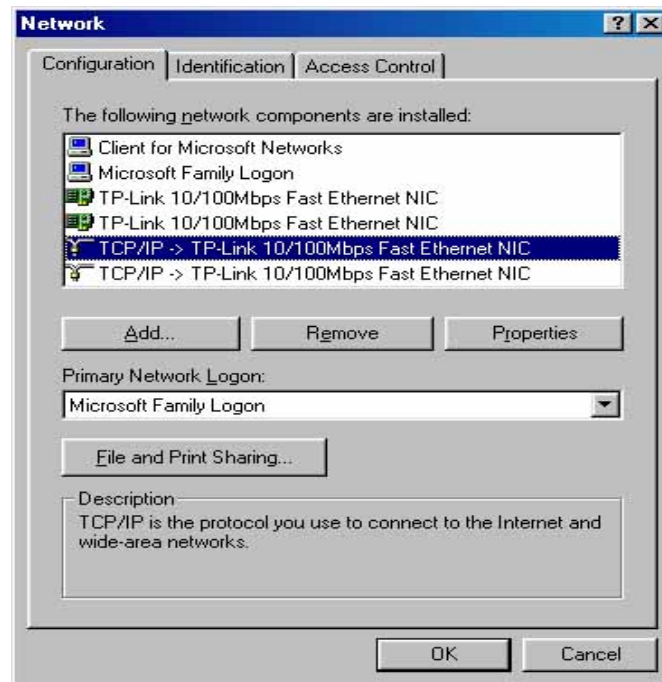 Network
Configuration Identification Access Control
The following network components are installed:
Client for Microsoft Networks
Microsoft Family Logon
TP-Link 10/100Mbps Fast Ethernet NIC
TP-Link 10/100Mbps Fast Ethernet NIC
TCP/IP -> TP-Link 10/100Mbps Fast Ethernet NIC
TCP/IP -> TP-Link 10/100Mbps Fast Ethernet NIC
Add... Remove Properties
Primary Network Logon:
Microsoft Family Logon
File and Print Sharing...
Description
TCP/IP is the protocol you use to connect to the Internet and
wide-area networks.
OK Cancel